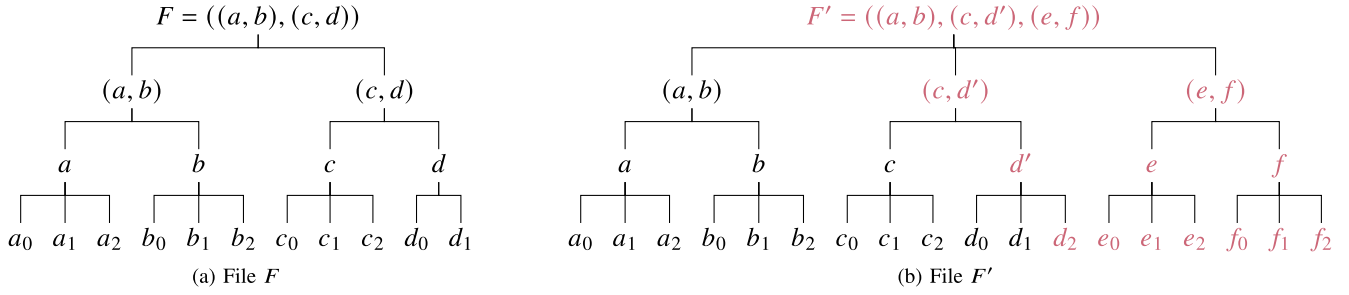 F = ((a, b), (c, d))
F′ = ((a, b), (c, d′), (e, f))
(a, b) (c, d) (a, b) (c, d′) (e, f)
a b c d a b c d′ e f
a₀ a₁ a₂ b₀ b₁ b₂ c₀ c₁ c₂ d₀ d₁ a₀ a₁ a₂ b₀ b₁ b₂ c₀ c₁ c₂ d₀ d₁ d₂ e₀ e₁ e₂ f₀ f₁ f₂
(a) File F
(b) File F′